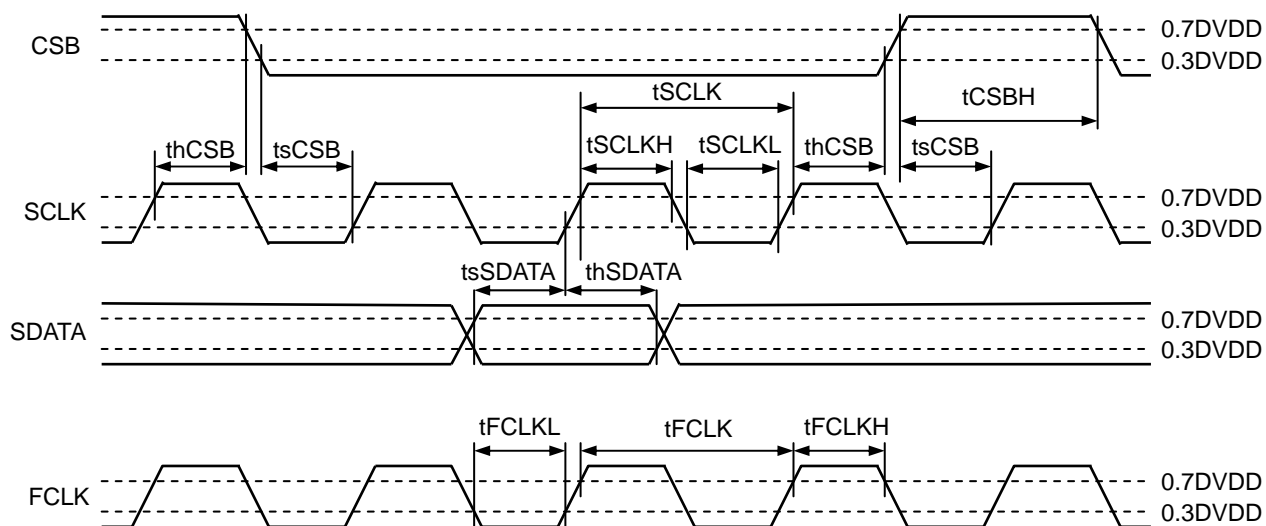 CSB
0.7DVDD
0.3DVDD
tSCLK
tCSBH
thCSB
tsCSB
tSCLKH
tSCLKL
thCSB
tsCSB
SCLK
0.7DVDD
0.3DVDD
tsSDATA
thSDATA
SDATA
0.7DVDD
0.3DVDD
tFCLKL
tFCLK
tFCLKH
FCLK
0.7DVDD
0.3DVDD